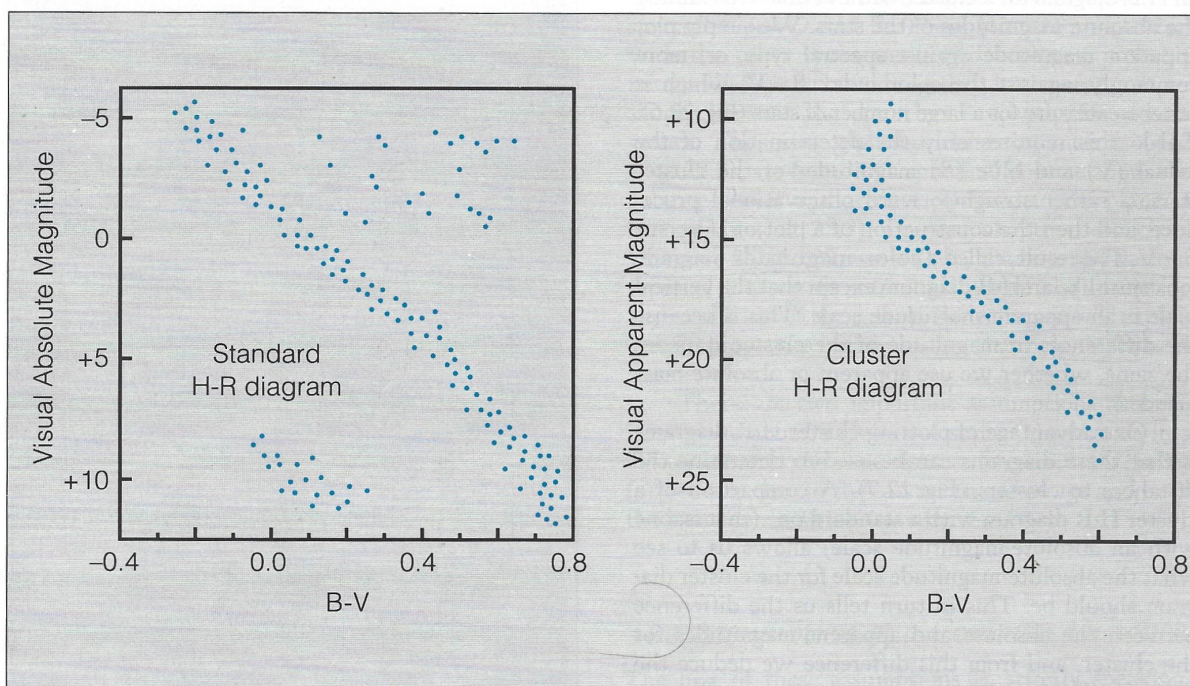 −5
0
+5
+10
Visual Absolute Magnitude
Standard
H-R diagram
−0.4
0.0
0.4
0.8
B-V
+10
+15
+20
+25
Visual Apparent Magnitude
Cluster
H-R diagram
−0.4
0.0
0.4
0.8
B-V